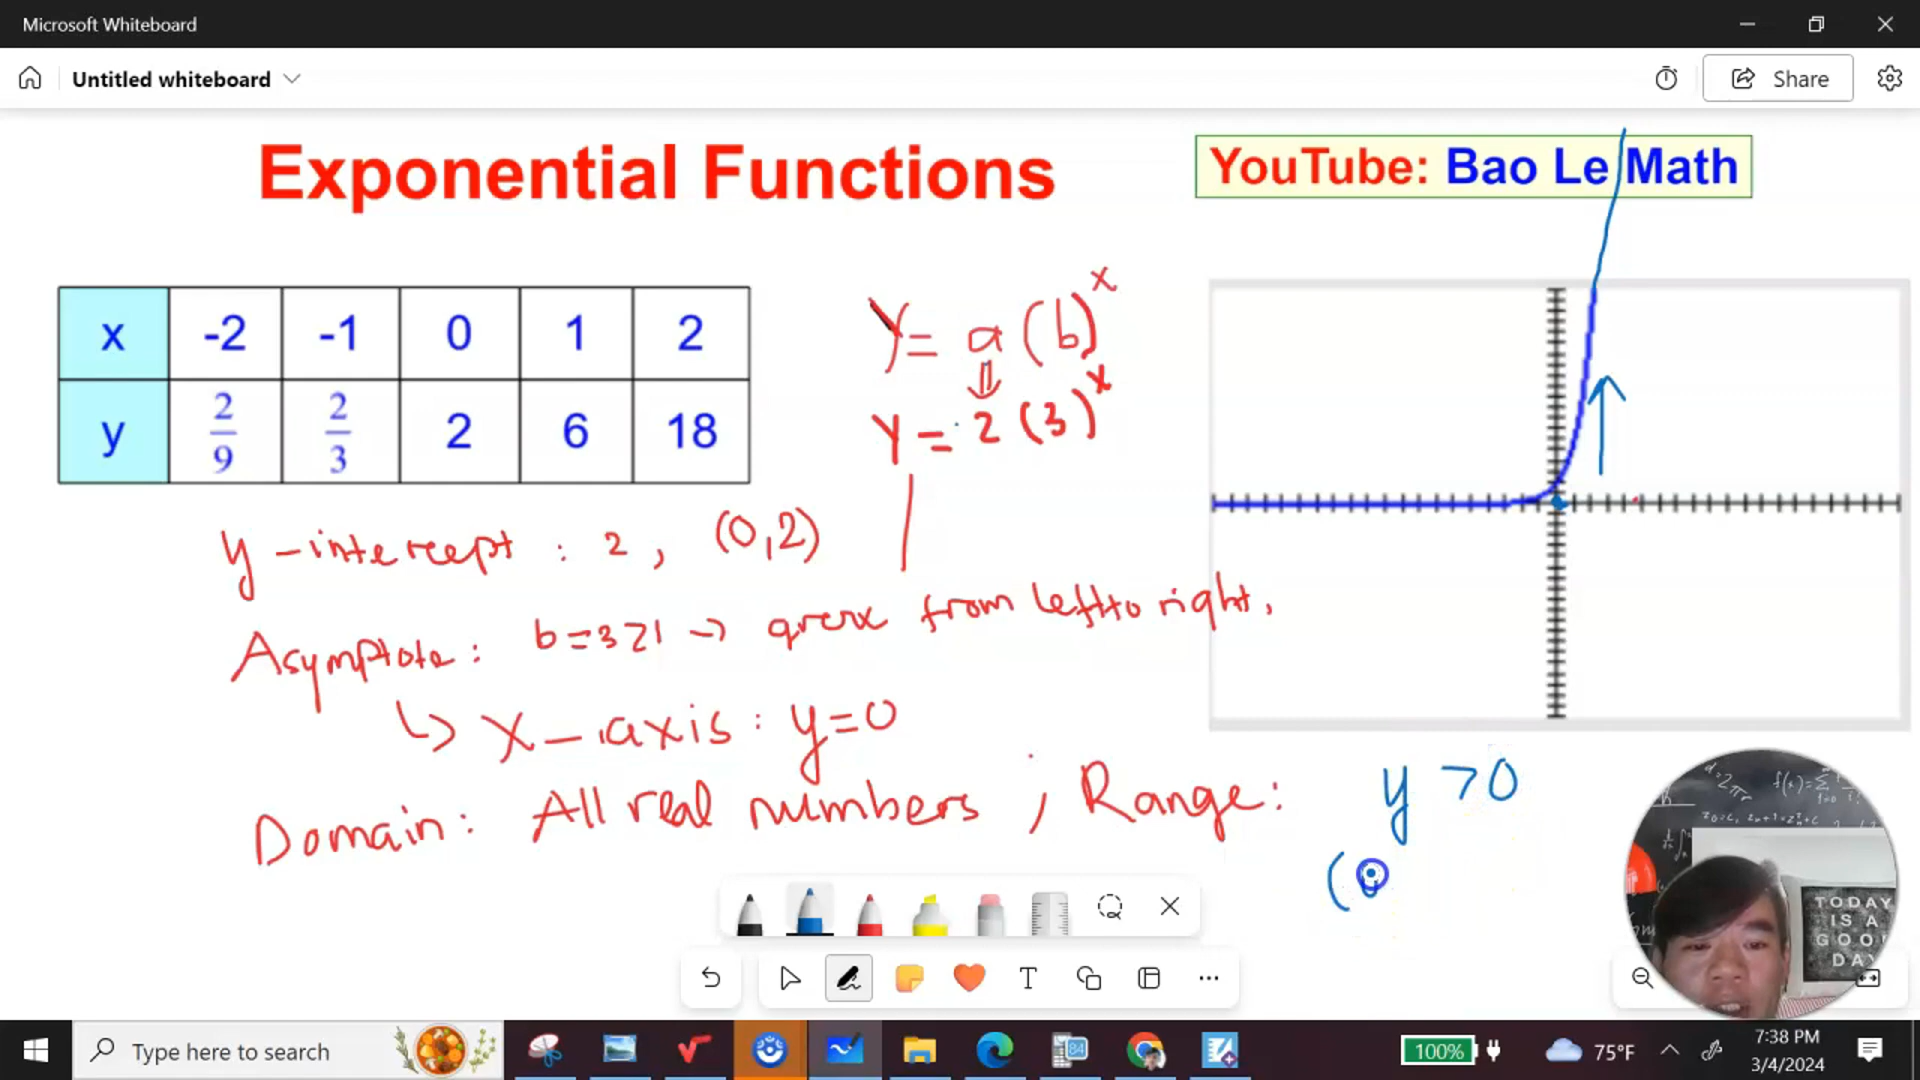 Microsoft Whiteboard
Untitled whiteboard
Share
Exponential Functions
YouTube: Bao Le Math
x -2 -1 0 1 2
y 2/9 2/3 2 6 18
y = a (b)^x
y = 2 (3)^x
y-intercept : 2 , (0,2)
Asymptote: b=3>1 → from left to right.
↳ x-axis: y=0
Domain: All real numbers ; Range: y >0
(0
TODAY
IS A
GOO
DAY
T
Type here to search
84
100%
75°F
7:38 PM
3/4/2024